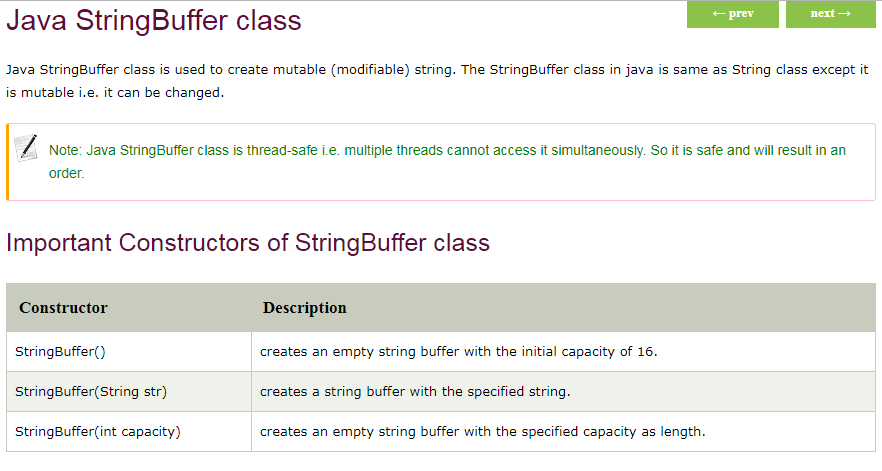 Java StringBuffer class
← prev
next →
Java StringBuffer class is used to create mutable (modifiable) string. The StringBuffer class in java is same as String class except it
is mutable i.e. it can be changed.
Note: Java StringBuffer class is thread-safe i.e. multiple threads cannot access it simultaneously. So it is safe and will result in an
order.
Important Constructors of StringBuffer class
Constructor Description
StringBuffer() creates an empty string buffer with the initial capacity of 16.
StringBuffer(String str) creates a string buffer with the specified string.
StringBuffer(int capacity) creates an empty string buffer with the specified capacity as length.